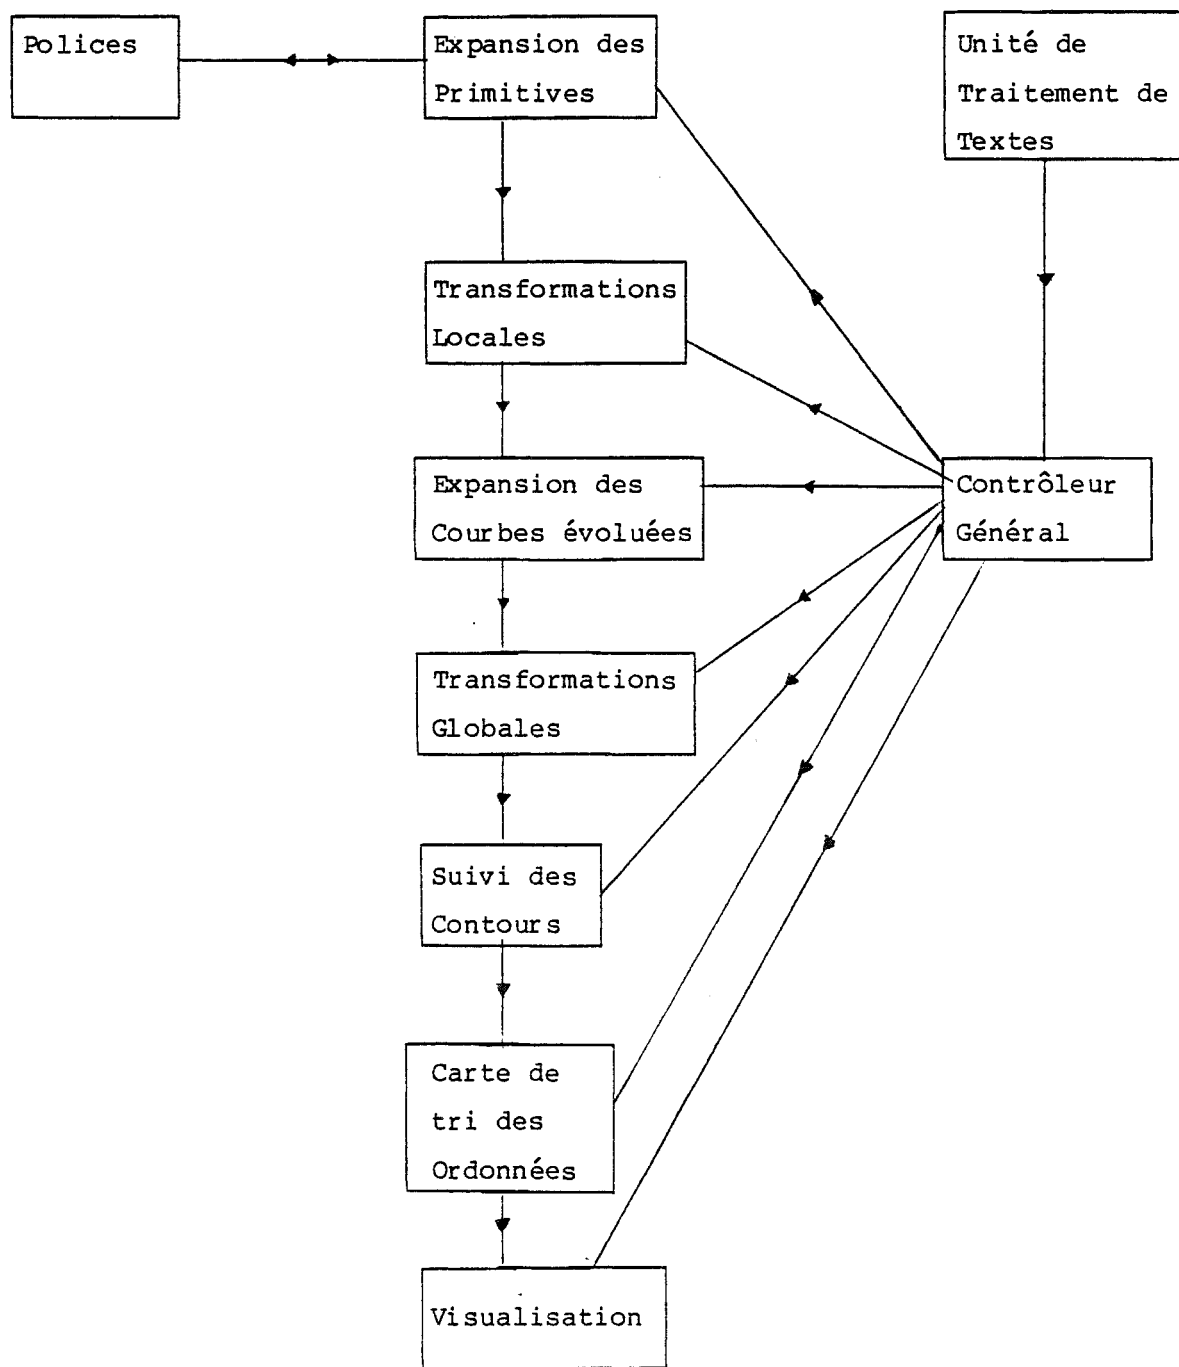 Polices
Expansion des
Primitives
Unité de
Traitement de
Textes
Transformations
Locales
Expansion des
Courbes évoluées
Contrôleur
Général
Transformations
Globales
Suivi des
Contours
Carte de
tri des
Ordonnées
Visualisation